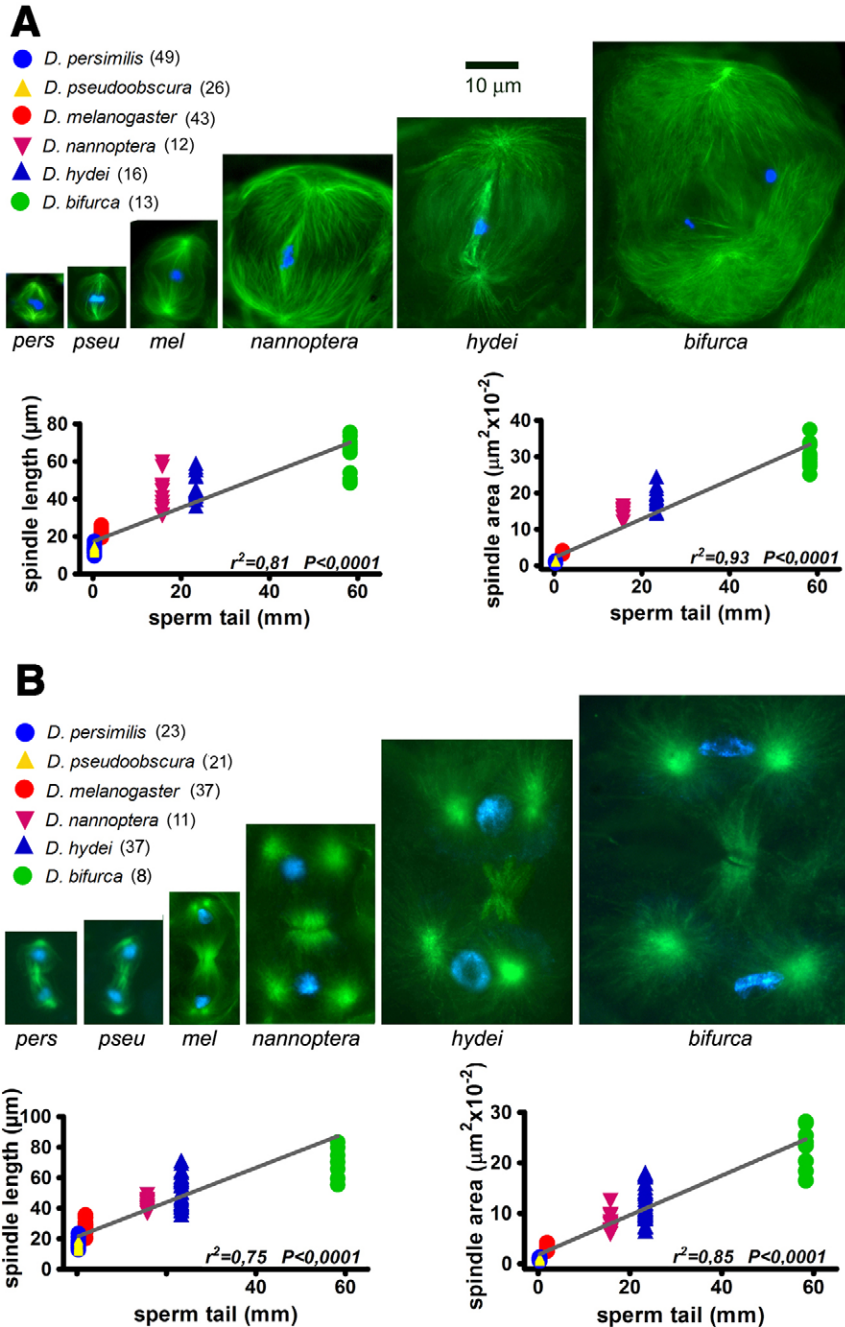 A
D. persimilis (49)
D. pseudoobscura (26)
D. melanogaster (43)
D. nannoptera (12)
D. hydei (16)
D. bifurca (13)
10 µm
pers pseu mel nannoptera hydei bifurca
spindle length (µm)
80
60
40
20
0
0 20 40 60
r²=0,81 P<0,0001
sperm tail (mm)
spindle area (µm²x10⁻²)
40
30
20
10
0
0 20 40 60
r²=0,93 P<0,0001
sperm tail (mm)
B
D. persimilis (23)
D. pseudoobscura (21)
D. melanogaster (37)
D. nannoptera (11)
D. hydei (37)
D. bifurca (8)
pers pseu mel nannoptera hydei bifurca
spindle length (µm)
100
80
60
40
20
0
40 60
r²=0,75 P<0,0001
sperm tail (mm)
spindle area (µm²x10⁻²)
30
20
10
0
0 20 40 60
r²=0,85 P<0,0001
sperm tail (mm)